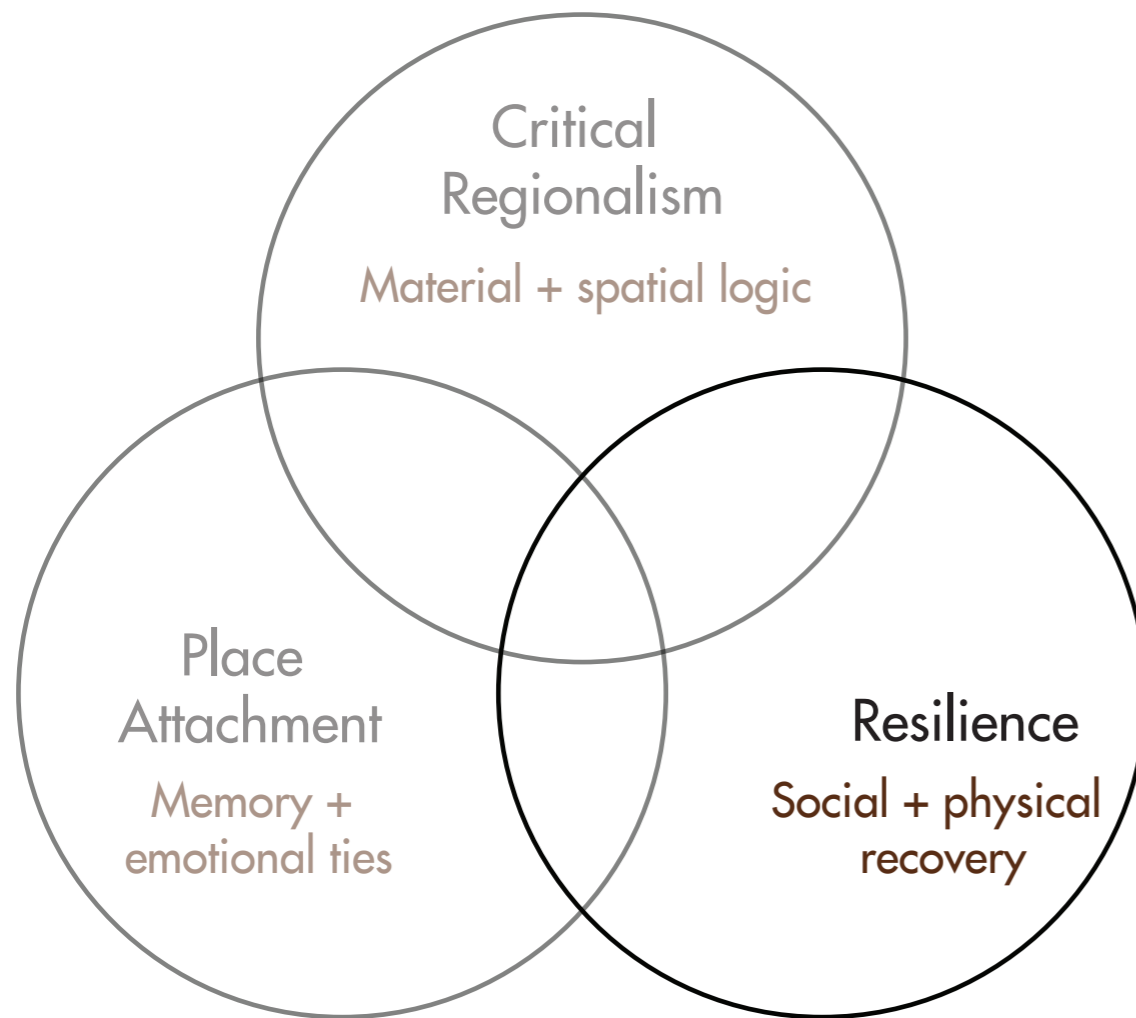 Critical
Regionalism
Material + spatial logic
Place
Attachment
Memory +
emotional ties
Resilience
Social + physical
recovery